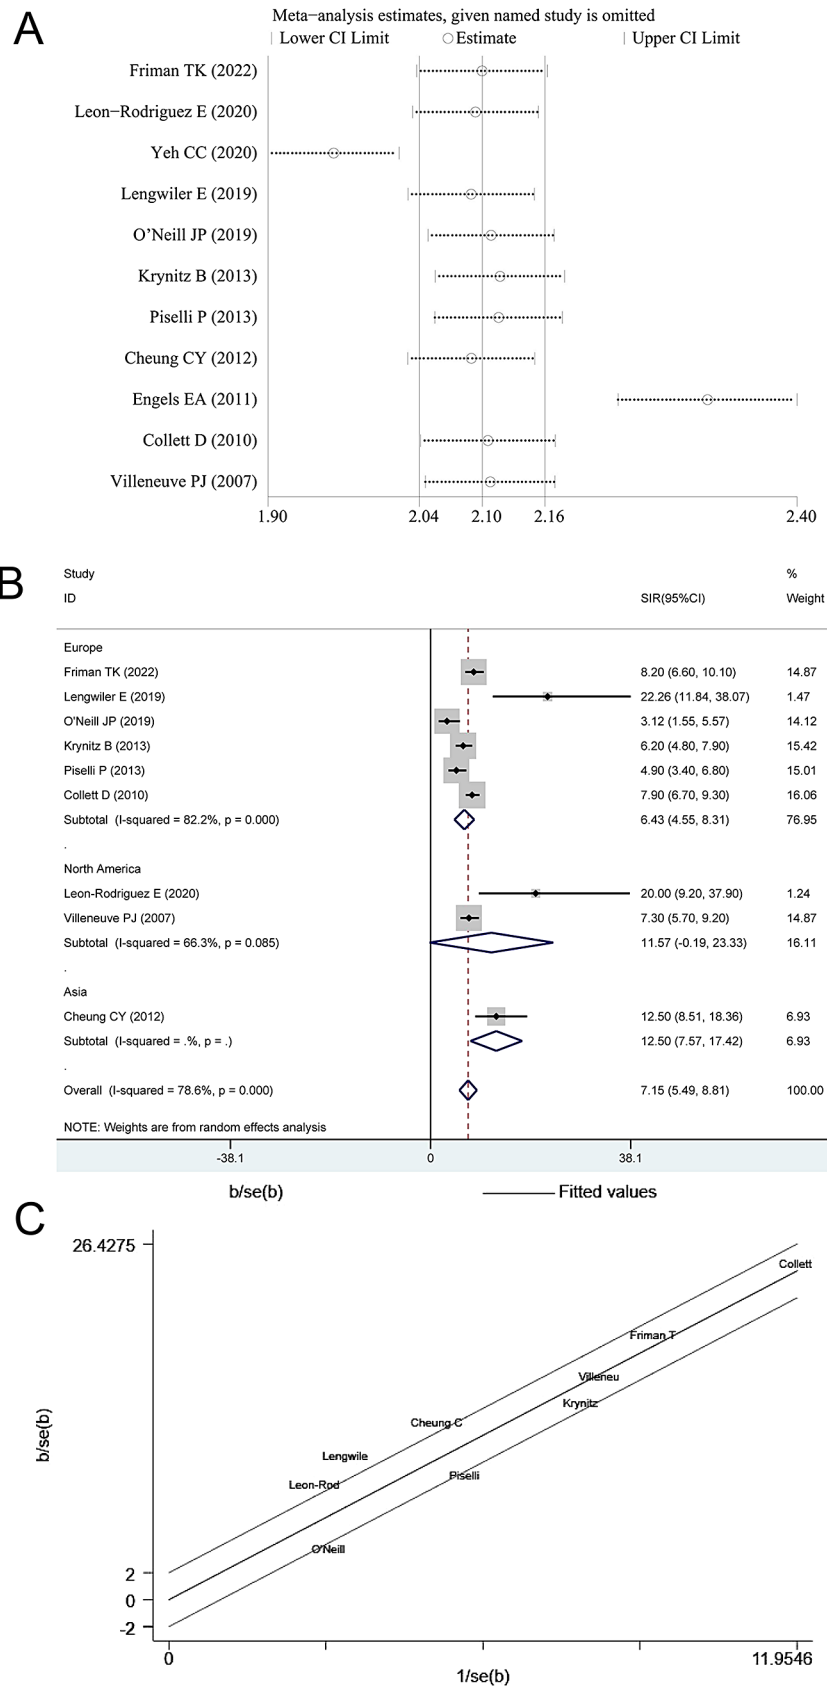 A
Meta−analysis estimates, given named study is omitted
Lower CI Limit Estimate Upper CI Limit
Friman TK (2022)
Leon−Rodriguez E (2020)
Yeh CC (2020)
Lengwiler E (2019)
O'Neill JP (2019)
Krynitz B (2013)
Piselli P (2013)
Cheung CY (2012)
Engels EA (2011)
Collett D (2010)
Villeneuve PJ (2007)
1.90 2.04 2.10 2.16 2.40
B
Study %
ID SIR(95%CI) Weight
Europe
Friman TK (2022) 8.20 (6.60, 10.10) 14.87
Lengwiler E (2019) 22.26 (11.84, 38.07) 1.47
O'Neill JP (2019) 3.12 (1.55, 5.57) 14.12
Krynitz B (2013) 6.20 (4.80, 7.90) 15.42
Piselli P (2013) 4.90 (3.40, 6.80) 15.01
Collett D (2010) 7.90 (6.70, 9.30) 16.06
Subtotal (I-squared = 82.2%, p = 0.000) 6.43 (4.55, 8.31) 76.95
.
North America
Leon-Rodriguez E (2020) 20.00 (9.20, 37.90) 1.24
Villeneuve PJ (2007) 7.30 (5.70, 9.20) 14.87
Subtotal (I-squared = 66.3%, p = 0.085) 11.57 (-0.19, 23.33) 16.11
.
Asia
Cheung CY (2012) 12.50 (8.51, 18.36) 6.93
Subtotal (I-squared = .%, p = .) 12.50 (7.57, 17.42) 6.93
.
Overall (I-squared = 78.6%, p = 0.000) 7.15 (5.49, 8.81) 100.00
NOTE: Weights are from random effects analysis
-38.1 0 38.1
b/se(b) Fitted values
C
26.4275
Collett
Friman T
Villeneu
Krynitz
Cheung C
Lengwile
Piselli
Leon-Rod
O'Neill
b/se(b)
2
0
-2
0 11.9546
1/se(b)